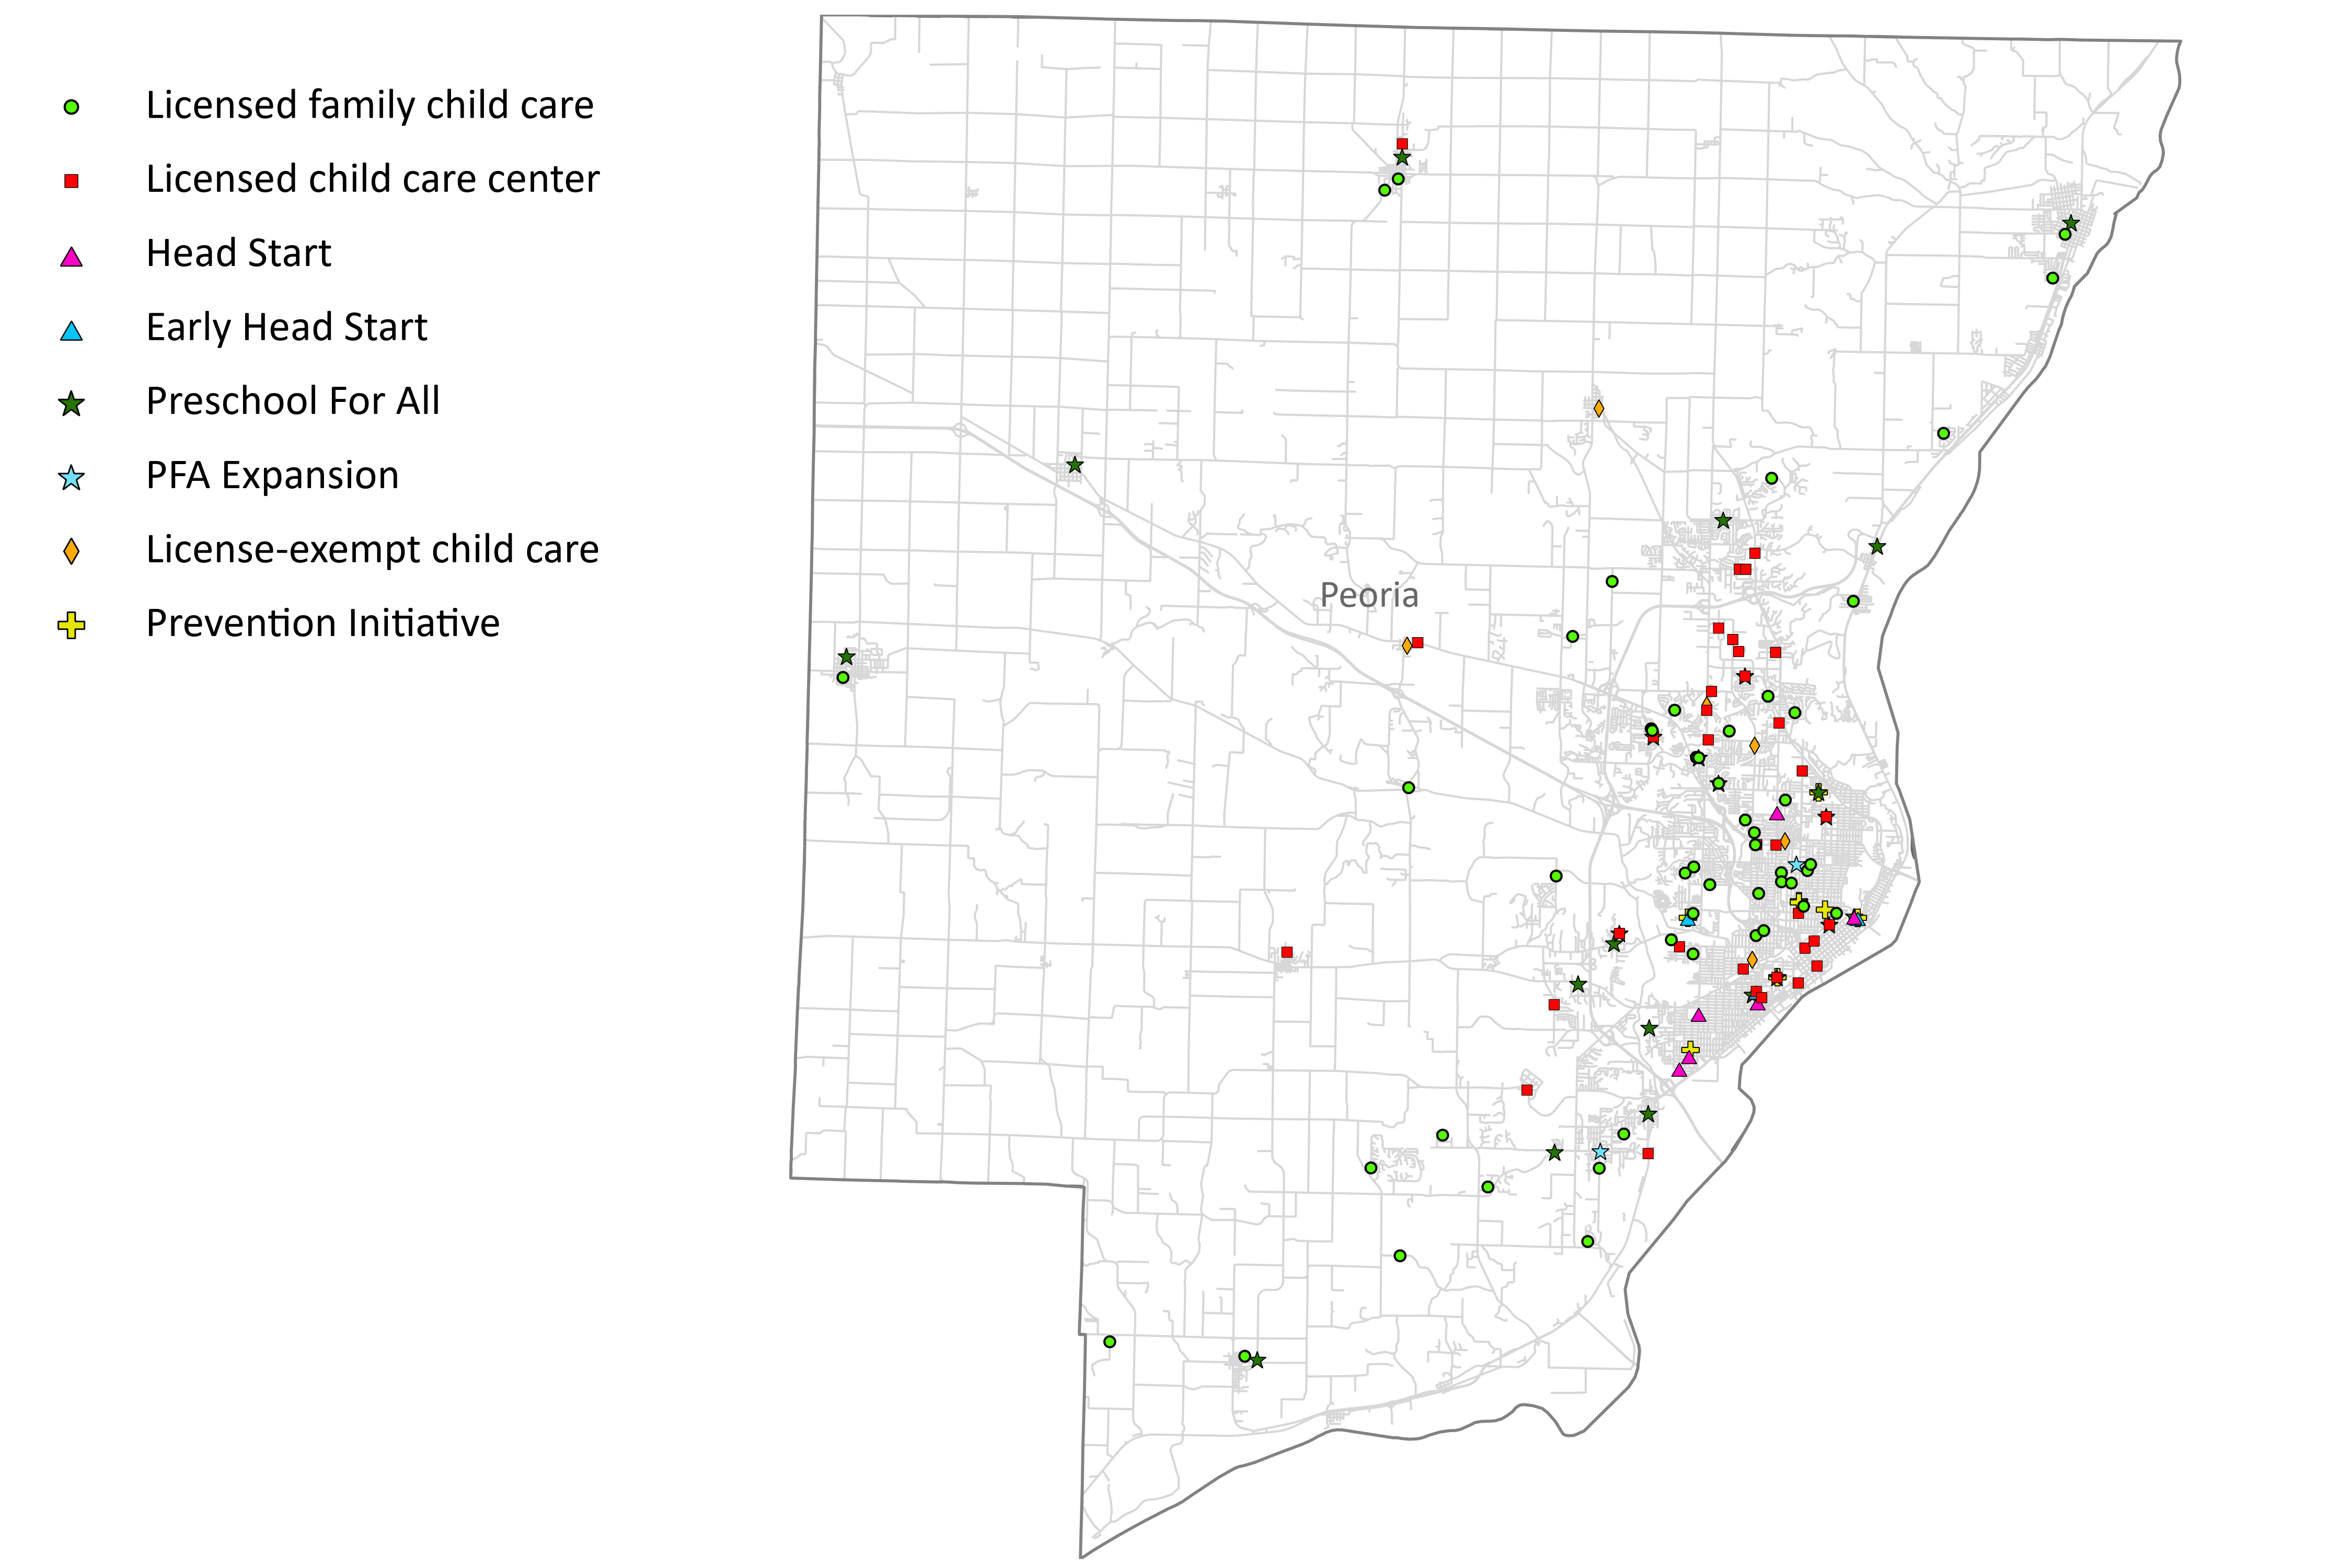 Licensed family child care
Licensed child care center
Head Start
Early Head Start
Preschool For All
PFA Expansion
License-exempt child care
Prevention Initiative
Peoria